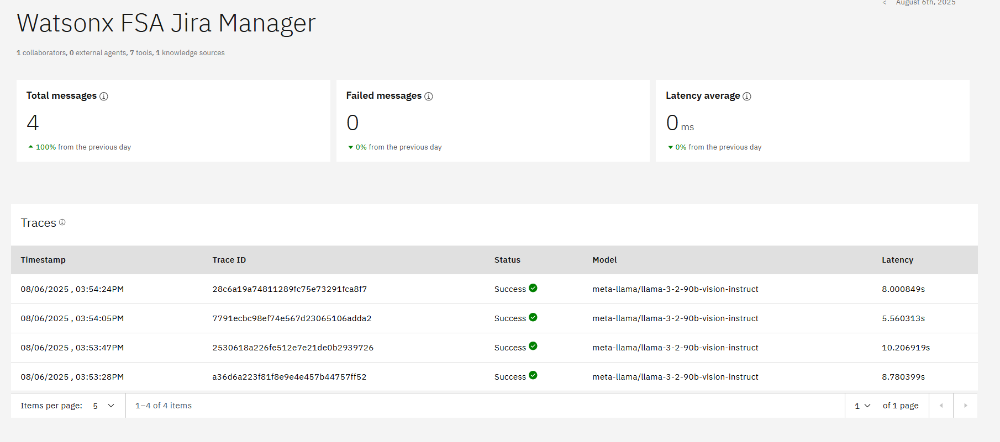 < August 6th, 2025
Watsonx FSA Jira Manager
1 collaborators, 0 external agents, 7 tools, 1 knowledge sources
Total messages
4
100% from the previous day
Failed messages
0
0% from the previous day
Latency average
0 ms
0% from the previous day
Traces
Timestamp Trace ID Status Model Latency
08/06/2025 , 03:54:24PM 28c6a19a74811289fc75e73291fca8f7 Success meta-llama/llama-3-2-90b-vision-instruct 8.000849s
08/06/2025 , 03:54:05PM 7791ecbc98ef74e567d23065106adda2 Success meta-llama/llama-3-2-90b-vision-instruct 5.560313s
08/06/2025 , 03:53:47PM 2530618a226fe512e7e21de0b2939726 Success meta-llama/llama-3-2-90b-vision-instruct 10.206919s
08/06/2025 , 03:53:28PM a36d6a223f81f8e9e4e457b44757ff52 Success meta-llama/llama-3-2-90b-vision-instruct 8.780399s
Items per page: 5 1–4 of 4 items 1 of 1 page